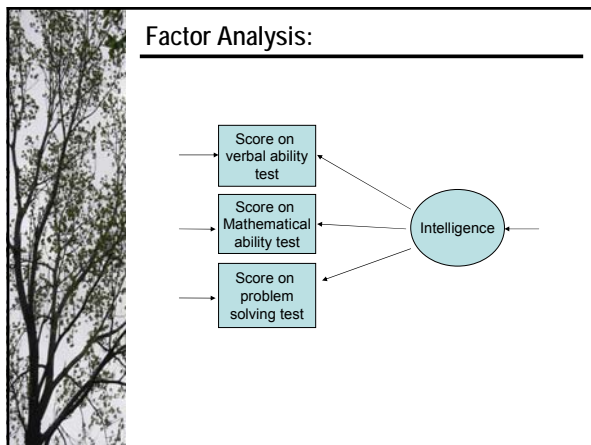 Factor Analysis:
Score on
verbal ability
test
Score on
Mathematical
ability test
Intelligence
Score on
problem
solving test